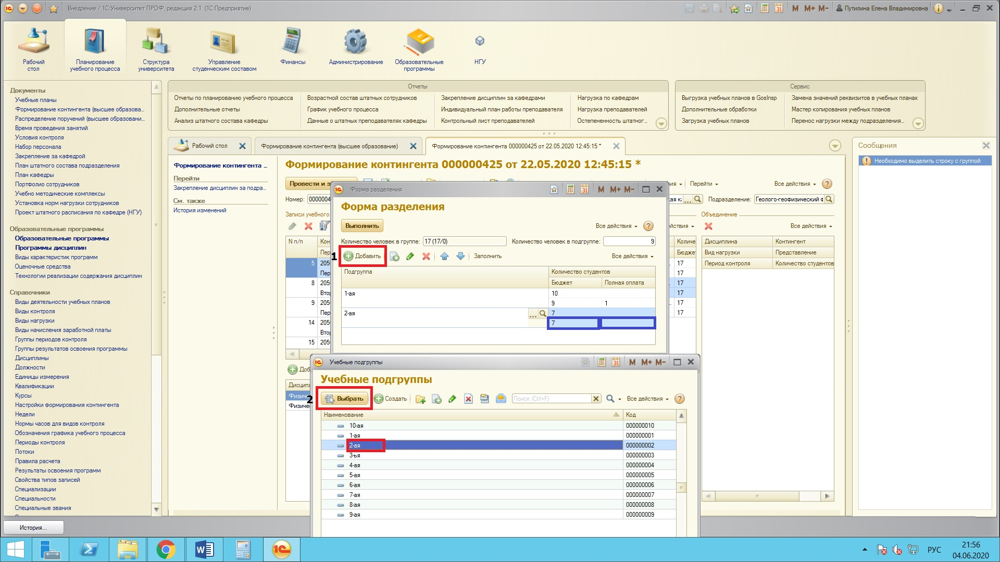 Внедрение / 1С:Университет ПРОФ, редакция 2.1 (1С:Предприятие)
M M+ M-
Путилина Елена Владимировна
Рабочий стол
Планирование учебного процесса
Структура университета
Управление студенческим составом
Финансы
Администрирование
Образовательные программы
НГУ
Документы
Учебные планы
Формирование контингента (высшее образова...
Распределение поручений (высшее образовани...
Время проведения занятий
Условия контроля
Набор персонала
Закрепление за кафедрой
План штатного состава подразделения
План кафедры
Портфолио сотрудников
Учебно методические комплексы
Установка норм нагрузки сотрудников
Проект штатного расписания по кафедре (НГУ)
Образовательные программы
Образовательные программы
Программы дисциплин
Виды характеристик программ
Оценочные средства
Технологии реализации содержания дисциплин
Справочники
Виды деятельности учебных планов
Виды контроля
Виды нагрузки
Виды начисления заработной платы
Группы периодов контроля
Группы результатов освоения программы
Дисциплины
Должности
Единицы измерения
Квалификации
Курсы
Настройки формирования контингента
Недели
Нормы часов для видов контроля
Обозначения графика учебного процесса
Периоды контроля
Потоки
Правила расчета
Результаты освоения программ
Свойства типов записей
Специализации
Специальности
Специальные звания
Отчеты
Отчеты по планированию учебного процесса
Дополнительные отчеты
Анализ штатного состава кафедры
Возрастной состав штатных сотрудников
График учебного процесса
Данные о штатных преподавателях кафедры
Закрепление дисциплин за кафедрами
Индивидуальный план работы преподавателя
Контрольный лист преподавателей
Нагрузка по кафедрам
Нагрузка преподавателей
Остепененность штатног...
Сервис
Выгрузка учебных планов в GosInsp
Дополнительные обработки
Загрузка учебных планов
Замена значений реквизитов в учебных планах
Мастер копирования учебных планов
Перенос нагрузки между подразделения...
Рабочий стол
Формирование контингента (высшее образование)
Формирование контингента 000000425 от 22.05.2020 12:45:15 *
Формирование контингента ...
Перейти
Закрепление дисциплин за подра...
См. также
История изменений
Формирование контингента 000000425 от 22.05.2020 12:45:15 *
Провести и з
Перейти
Все действия
Номер: 0000004
Подразделение: Геолого-геофизический ф
Записи учебного
Объединение
Все действия
N п/п
5 205
Пер
8 205
Вто
9 205
Пер
14 205
Вто
15 205
Количе
Бюджет
17
17
17
17
17
17
Дисциплина Контингент
Вид нагрузки Представление
Период контроля Количество студентов
Форма разделения
31 M M+ M-
Форма разделения
Выполнить
Все действия
Количество человек в группе: 17 (17/0) Количество человек в подгруппе: 9
1 Добавить Заполнить Все действия
Подгруппа Количество студентов
Бюджет Полная оплата
1-ая 10
9 1
2-ая ... 7
7
Доб
Дисципл
Физиче
Физиче
Учебные подгруппы
31 M M+ M-
Учебные подгруппы
2 Выбрать Создать Поиск (Ctrl+F) Все действия
Наименование Код
10-ая 000000010
1-ая 000000001
2-ая 000000002
3-ья 000000003
4-ая 000000004
5-ая 000000005
6-ая 000000006
7-ая 000000007
8-ая 000000008
9-ая 000000009
Сообщения
Необходимо выделить строку с группой
История...
РУС
21:56
04.06.2020